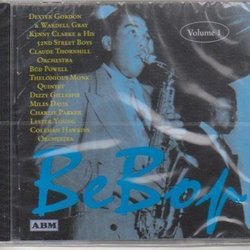 Dexter Gordon
& Wardell Gray
Kenny Clarke & His
52nd Street Boys
Claude Thornhill
Orchestra
Bud Powell
Thelonious Monk
Quintet
Dizzy Gillespie
Miles Davis
Charlie Parker
Lester Young
Coleman Hawkins
Orchestra
Volume 1
BeBop
ABM